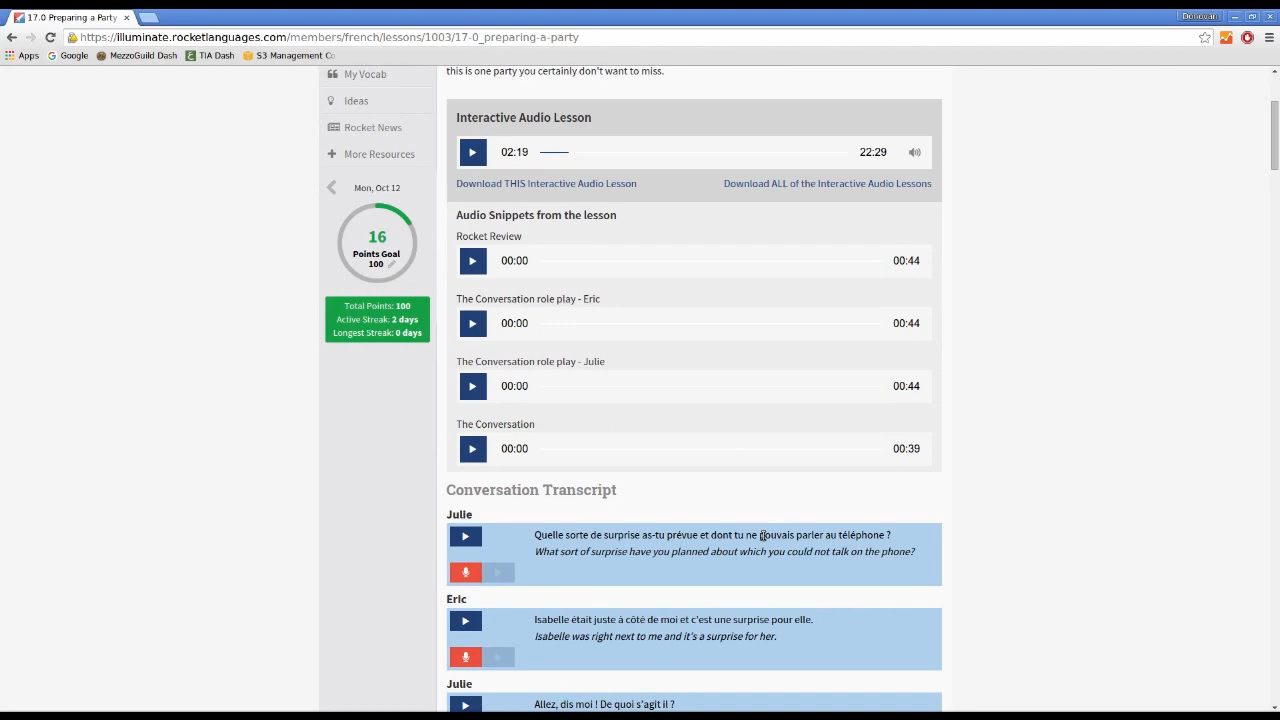 17.0 Preparing a Party
Donovan
https://illuminate.rocketlanguages.com/members/french/lessons/1003/17-0_preparing-a-party
Apps Google MezzoGuild Dash TIA Dash S3 Management Co
My Vocab
Ideas
Rocket News
More Resources
Mon, Oct 12
16
Points Goal
100
Total Points: 100
Active Streak: 2 days
Longest Streak: 0 days
this is one party you certainly don't want to miss.
Interactive Audio Lesson
02:19 22:29
Download THIS Interactive Audio Lesson Download ALL of the Interactive Audio Lessons
Audio Snippets from the lesson
Rocket Review
00:00 00:44
The Conversation role play - Eric
00:00 00:44
The Conversation role play - Julie
00:00 00:44
The Conversation
00:00 00:39
Conversation Transcript
Julie
Quelle sorte de surprise as-tu prévue et dont tu ne pouvais parler au téléphone ?
What sort of surprise have you planned about which you could not talk on the phone?
Eric
Isabelle était juste à côté de moi et c'est une surprise pour elle.
Isabelle was right next to me and it's a surprise for her.
Julie
Allez, dis moi ! De quoi s'agit il ?